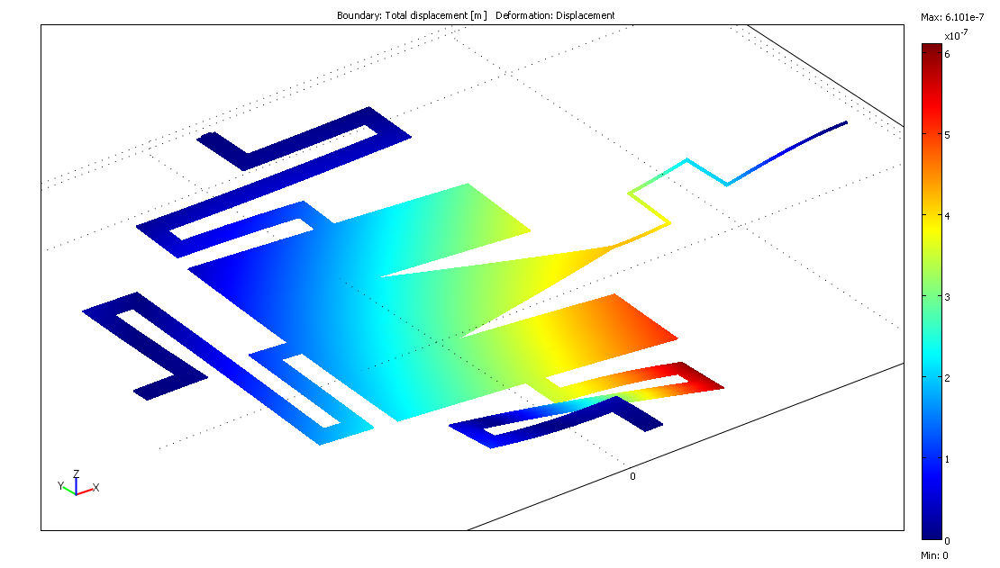 Boundary: Total displacement [m]   Deformation: Displacement
Max: 6.101e-7
x10-7
6
5
4
3
2
1
0
Min: 0
0
Z
Y
X